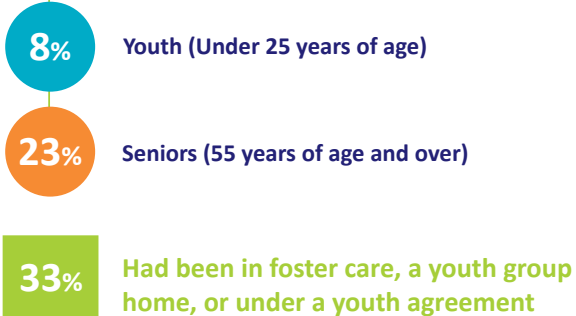 8% Youth (Under 25 years of age)
23% Seniors (55 years of age and over)
33% Had been in foster care, a youth group
home, or under a youth agreement